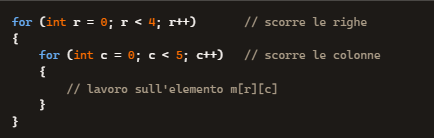 for (int r = 0; r < 4; r++)       // scorre le righe
{
    for (int c = 0; c < 5; c++)   // scorre le colonne
    {
        // lavoro sull'elemento m[r][c]
    }
}